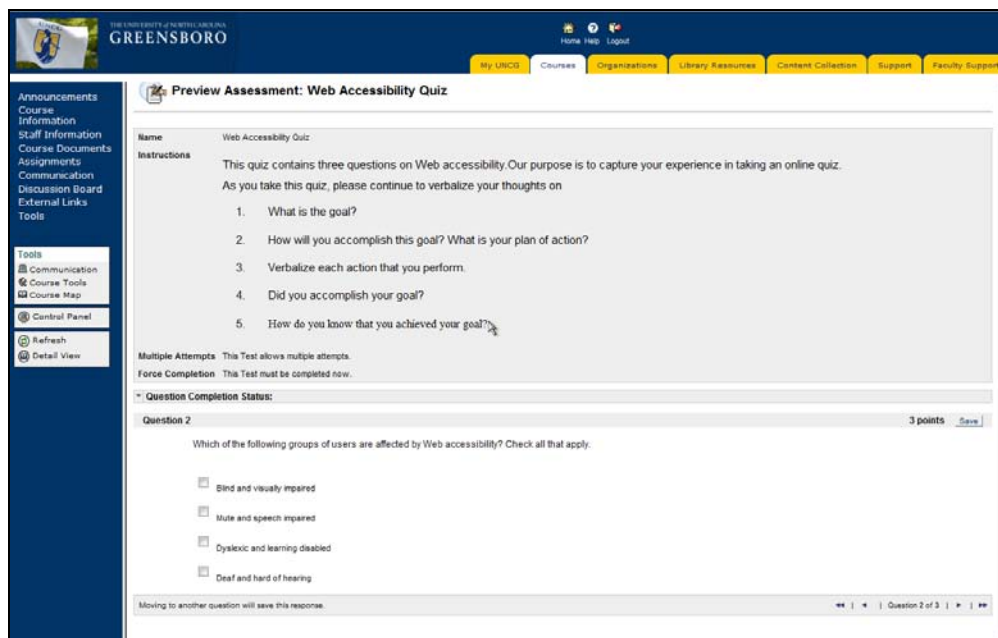 THE UNIVERSITY of NORTH CAROLINA
GREENSBORO
Home Help Logout
My UNCG Courses Organizations Library Resources Content Collection Support Faculty Support
Announcements
Course
Information
Staff Information
Course Documents
Assignments
Communication
Discussion Board
External Links
Tools
Tools
Communication
Course Tools
Course Map
Control Panel
Refresh
Detail View
Preview Assessment: Web Accessibility Quiz
Name Web Accessibility Quiz
Instructions
This quiz contains three questions on Web accessibility.Our purpose is to capture your experience in taking an online quiz.
As you take this quiz, please continue to verbalize your thoughts on
1. What is the goal?
2. How will you accomplish this goal? What is your plan of action?
3. Verbalize each action that you perform.
4. Did you accomplish your goal?
5. How do you know that you achieved your goal?
Multiple Attempts This Test allows multiple attempts.
Force Completion This Test must be completed now.
Question Completion Status:
Question 2 3 points Save
Which of the following groups of users are affected by Web accessibility? Check all that apply.
Blind and visually impaired
Mute and speech impaired
Dyslexic and learning disabled
Deaf and hard of hearing
Moving to another question will save this response. | | Question 2 of 3 | |